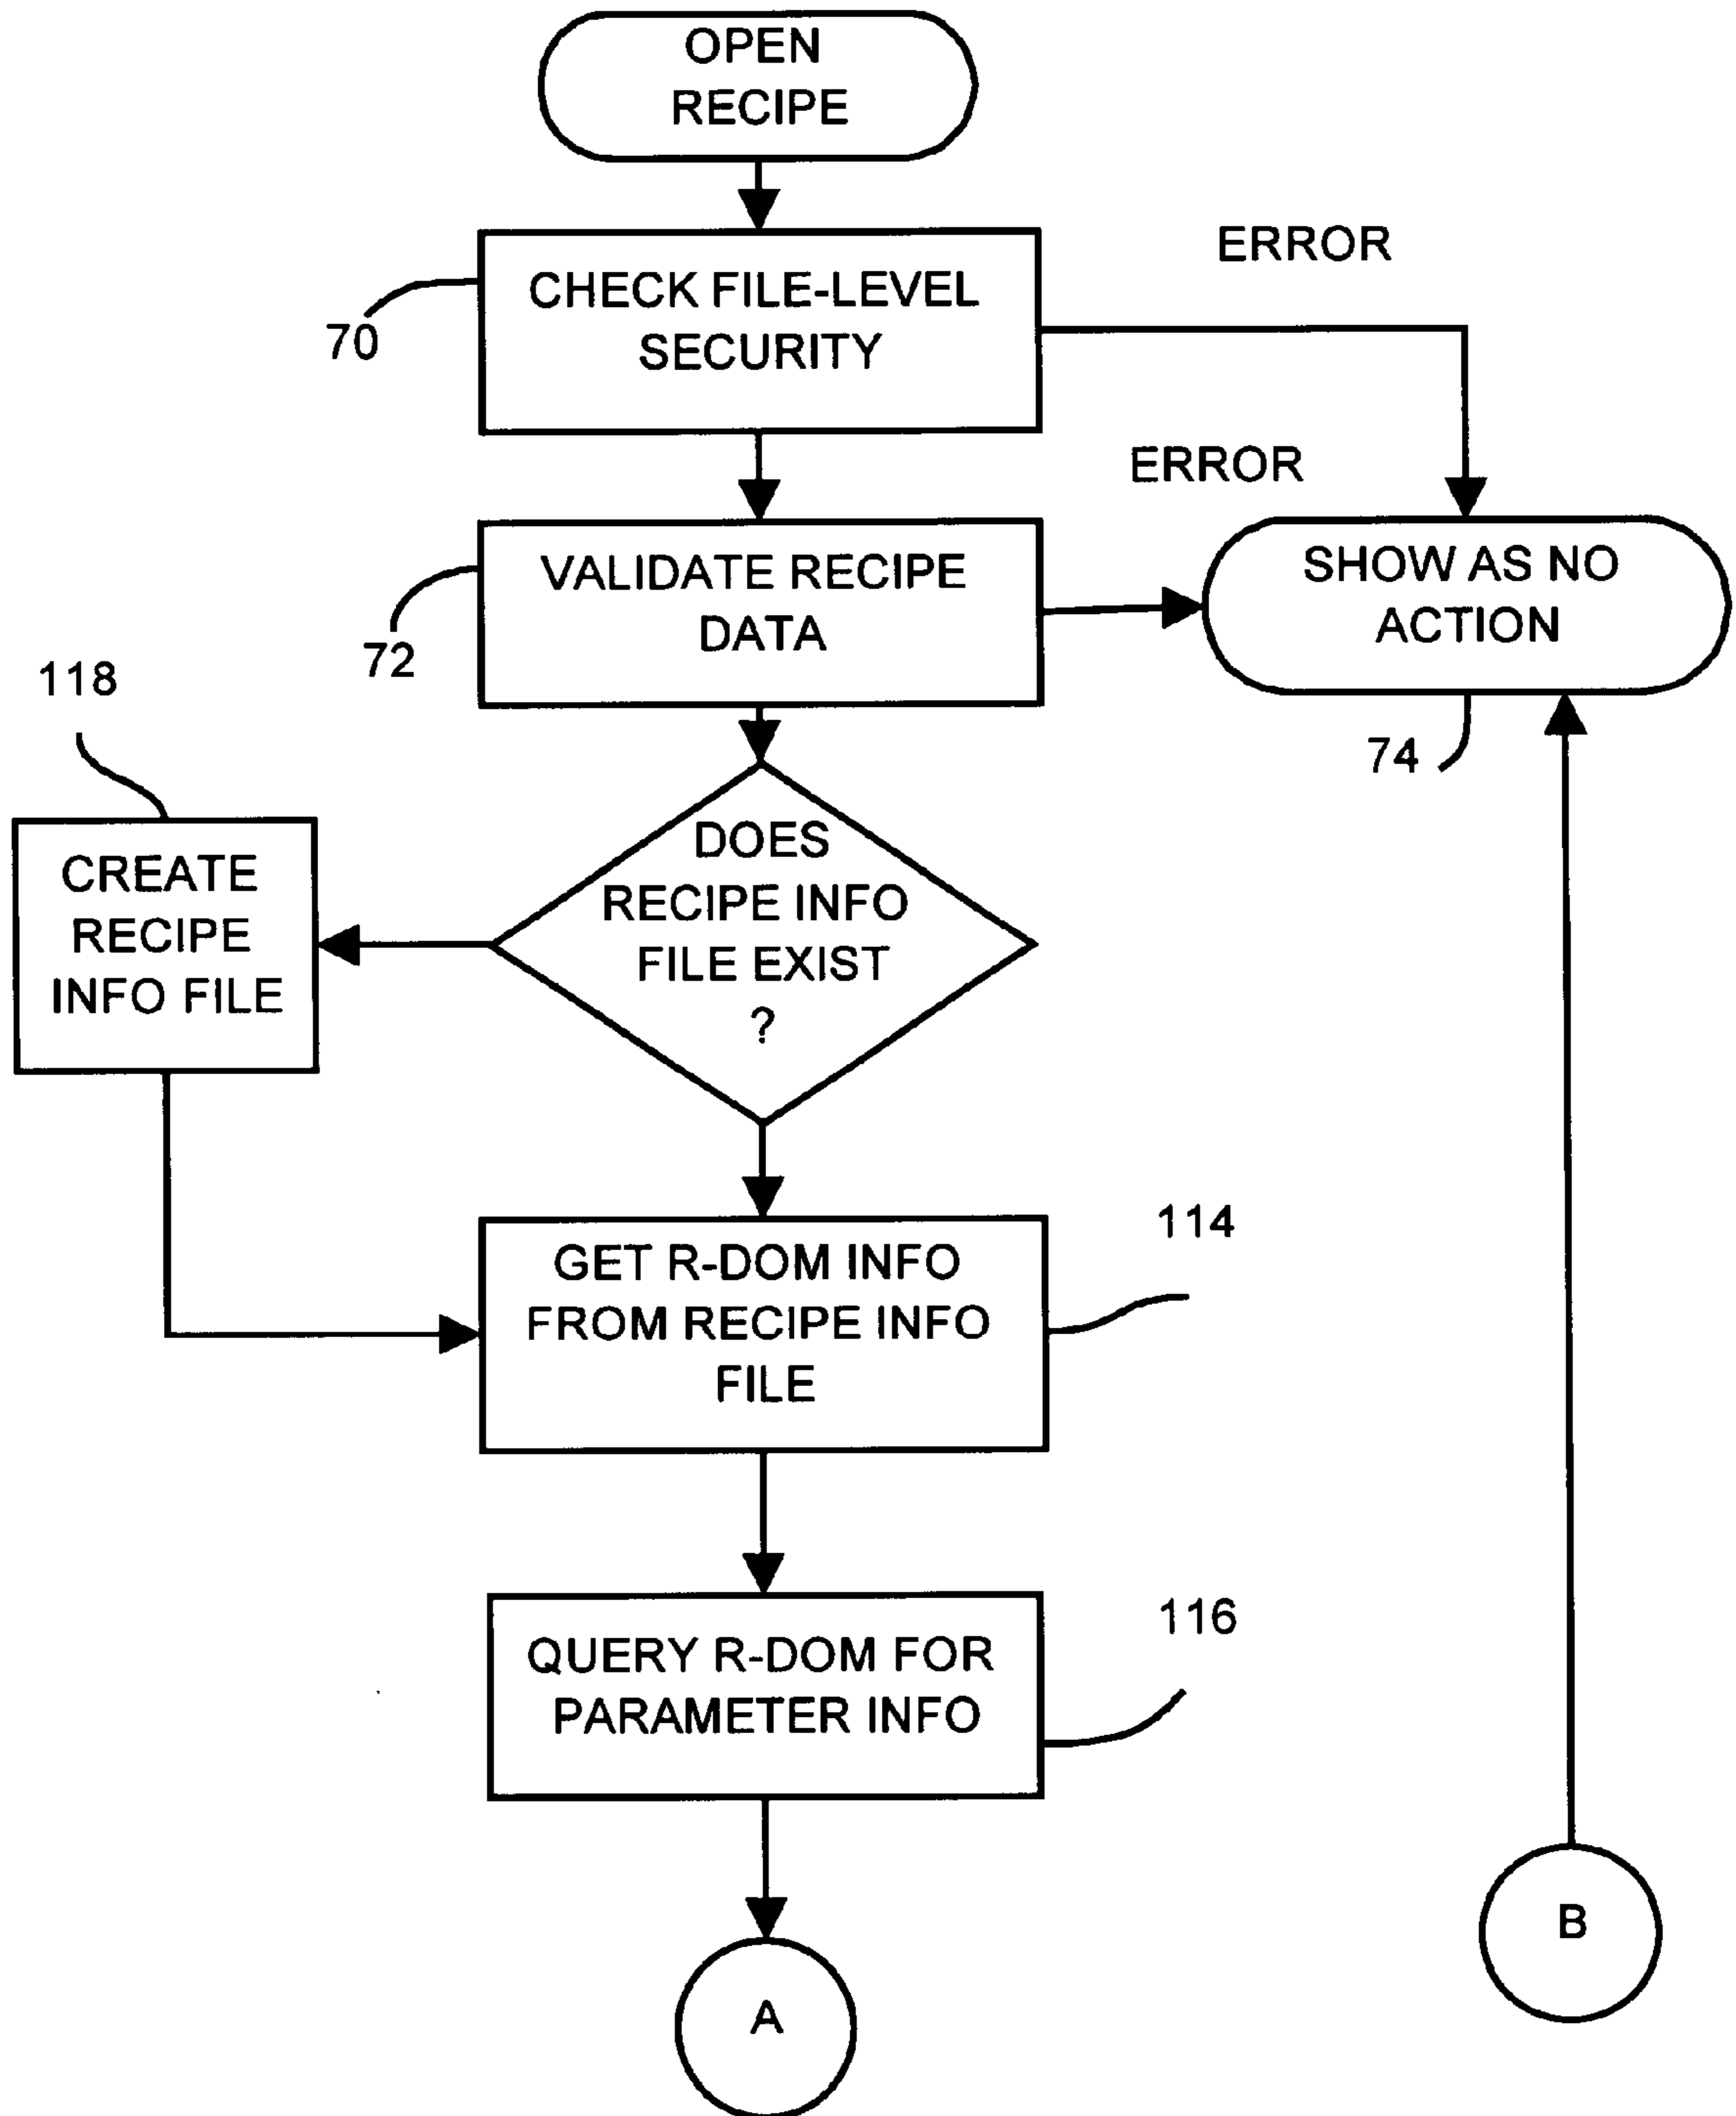 OPEN
RECIPE
ERROR
CHECK FILE-LEVEL
SECURITY
70
ERROR
VALIDATE RECIPE
DATA
72
SHOW AS NO
ACTION
74
118
CREATE
RECIPE
INFO FILE
DOES
RECIPE INFO
FILE EXIST
?
GET R-DOM INFO
FROM RECIPE INFO
FILE
114
QUERY R-DOM FOR
PARAMETER INFO
116
B
A